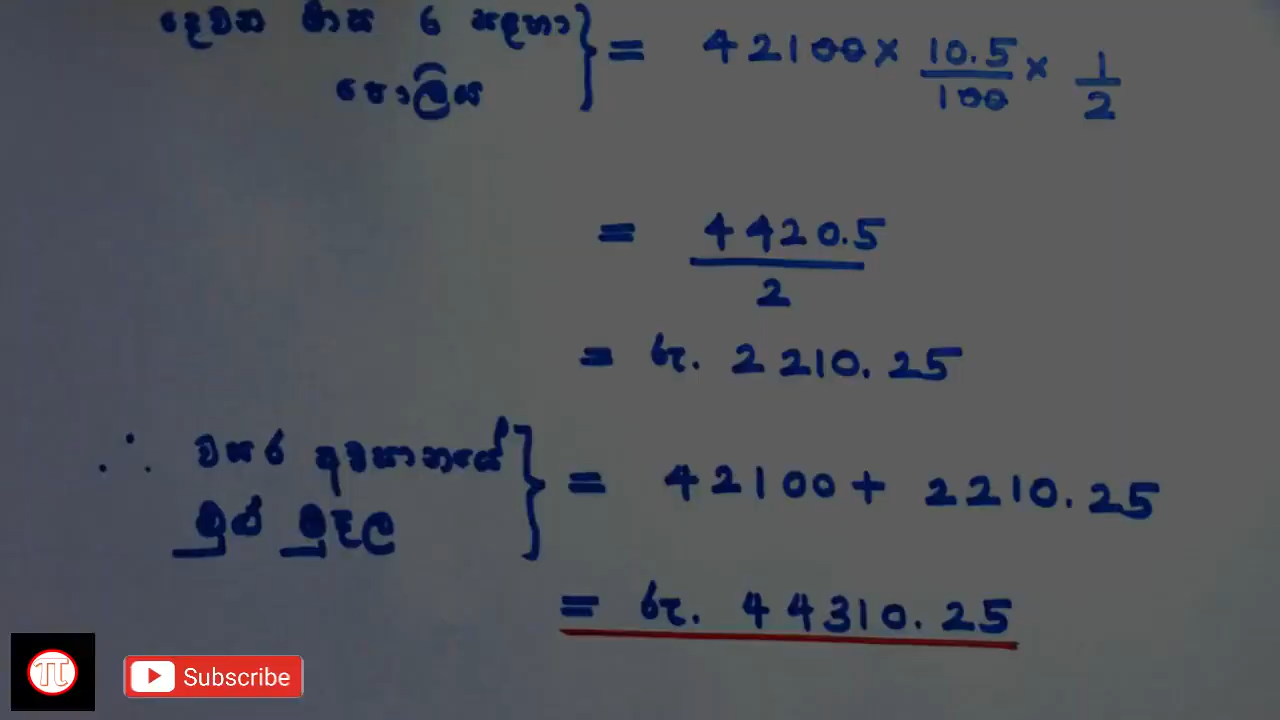 දෙවන මාස 6 සඳහා } = 42100 × 10.5/100 × 1/2
පොලිය
= 4420.5/2
= රු. 2210.25
∴ වසර අවසානයේ } = 42100 + 2210.25
මුළු මුදල
= රු. 44310.25
π Subscribe